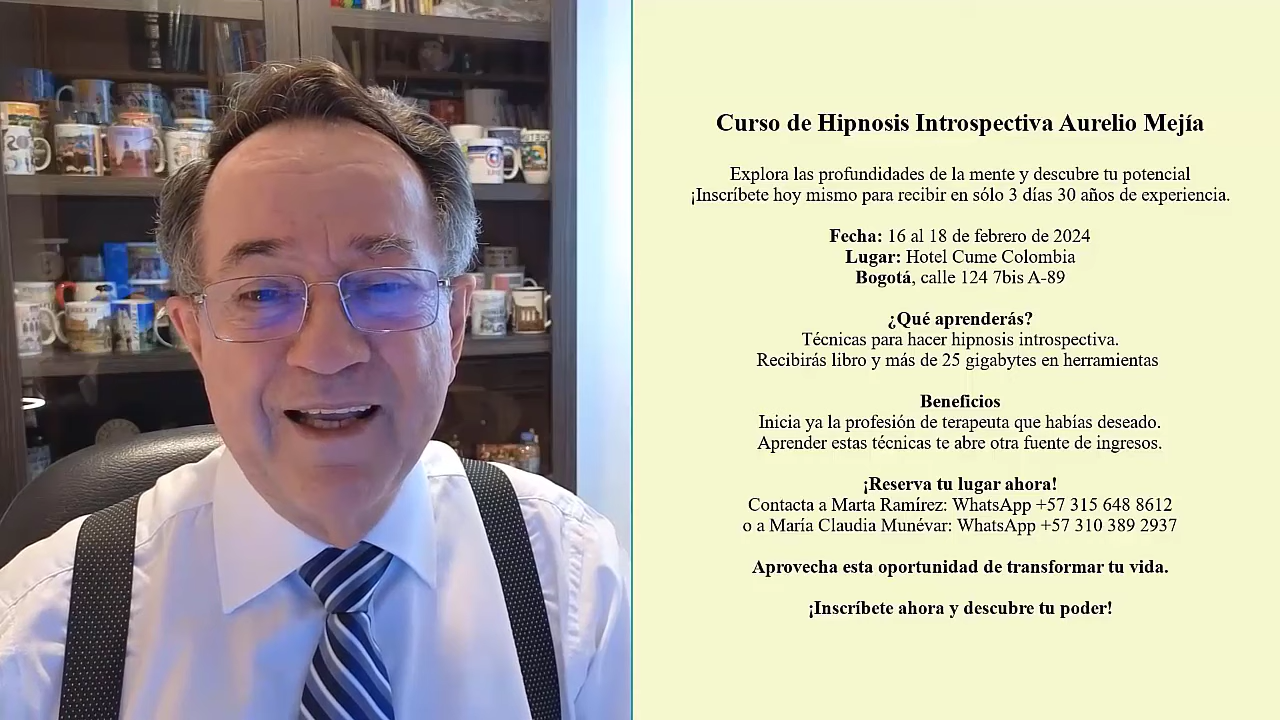 Curso de Hipnosis Introspectiva Aurelio Mejía
Explora las profundidades de la mente y descubre tu potencial
¡Inscríbete hoy mismo para recibir en sólo 3 días 30 años de experiencia.
Fecha: 16 al 18 de febrero de 2024
Lugar: Hotel Cume Colombia
Bogotá, calle 124 7bis A-89
¿Qué aprenderás?
Técnicas para hacer hipnosis introspectiva.
Recibirás libro y más de 25 gigabytes en herramientas
Beneficios
Inicia ya la profesión de terapeuta que habías deseado.
Aprender estas técnicas te abre otra fuente de ingresos.
¡Reserva tu lugar ahora!
Contacta a Marta Ramírez: WhatsApp +57 315 648 8612
o a María Claudia Munévar: WhatsApp +57 310 389 2937
Aprovecha esta oportunidad de transformar tu vida.
¡Inscríbete ahora y descubre tu poder!